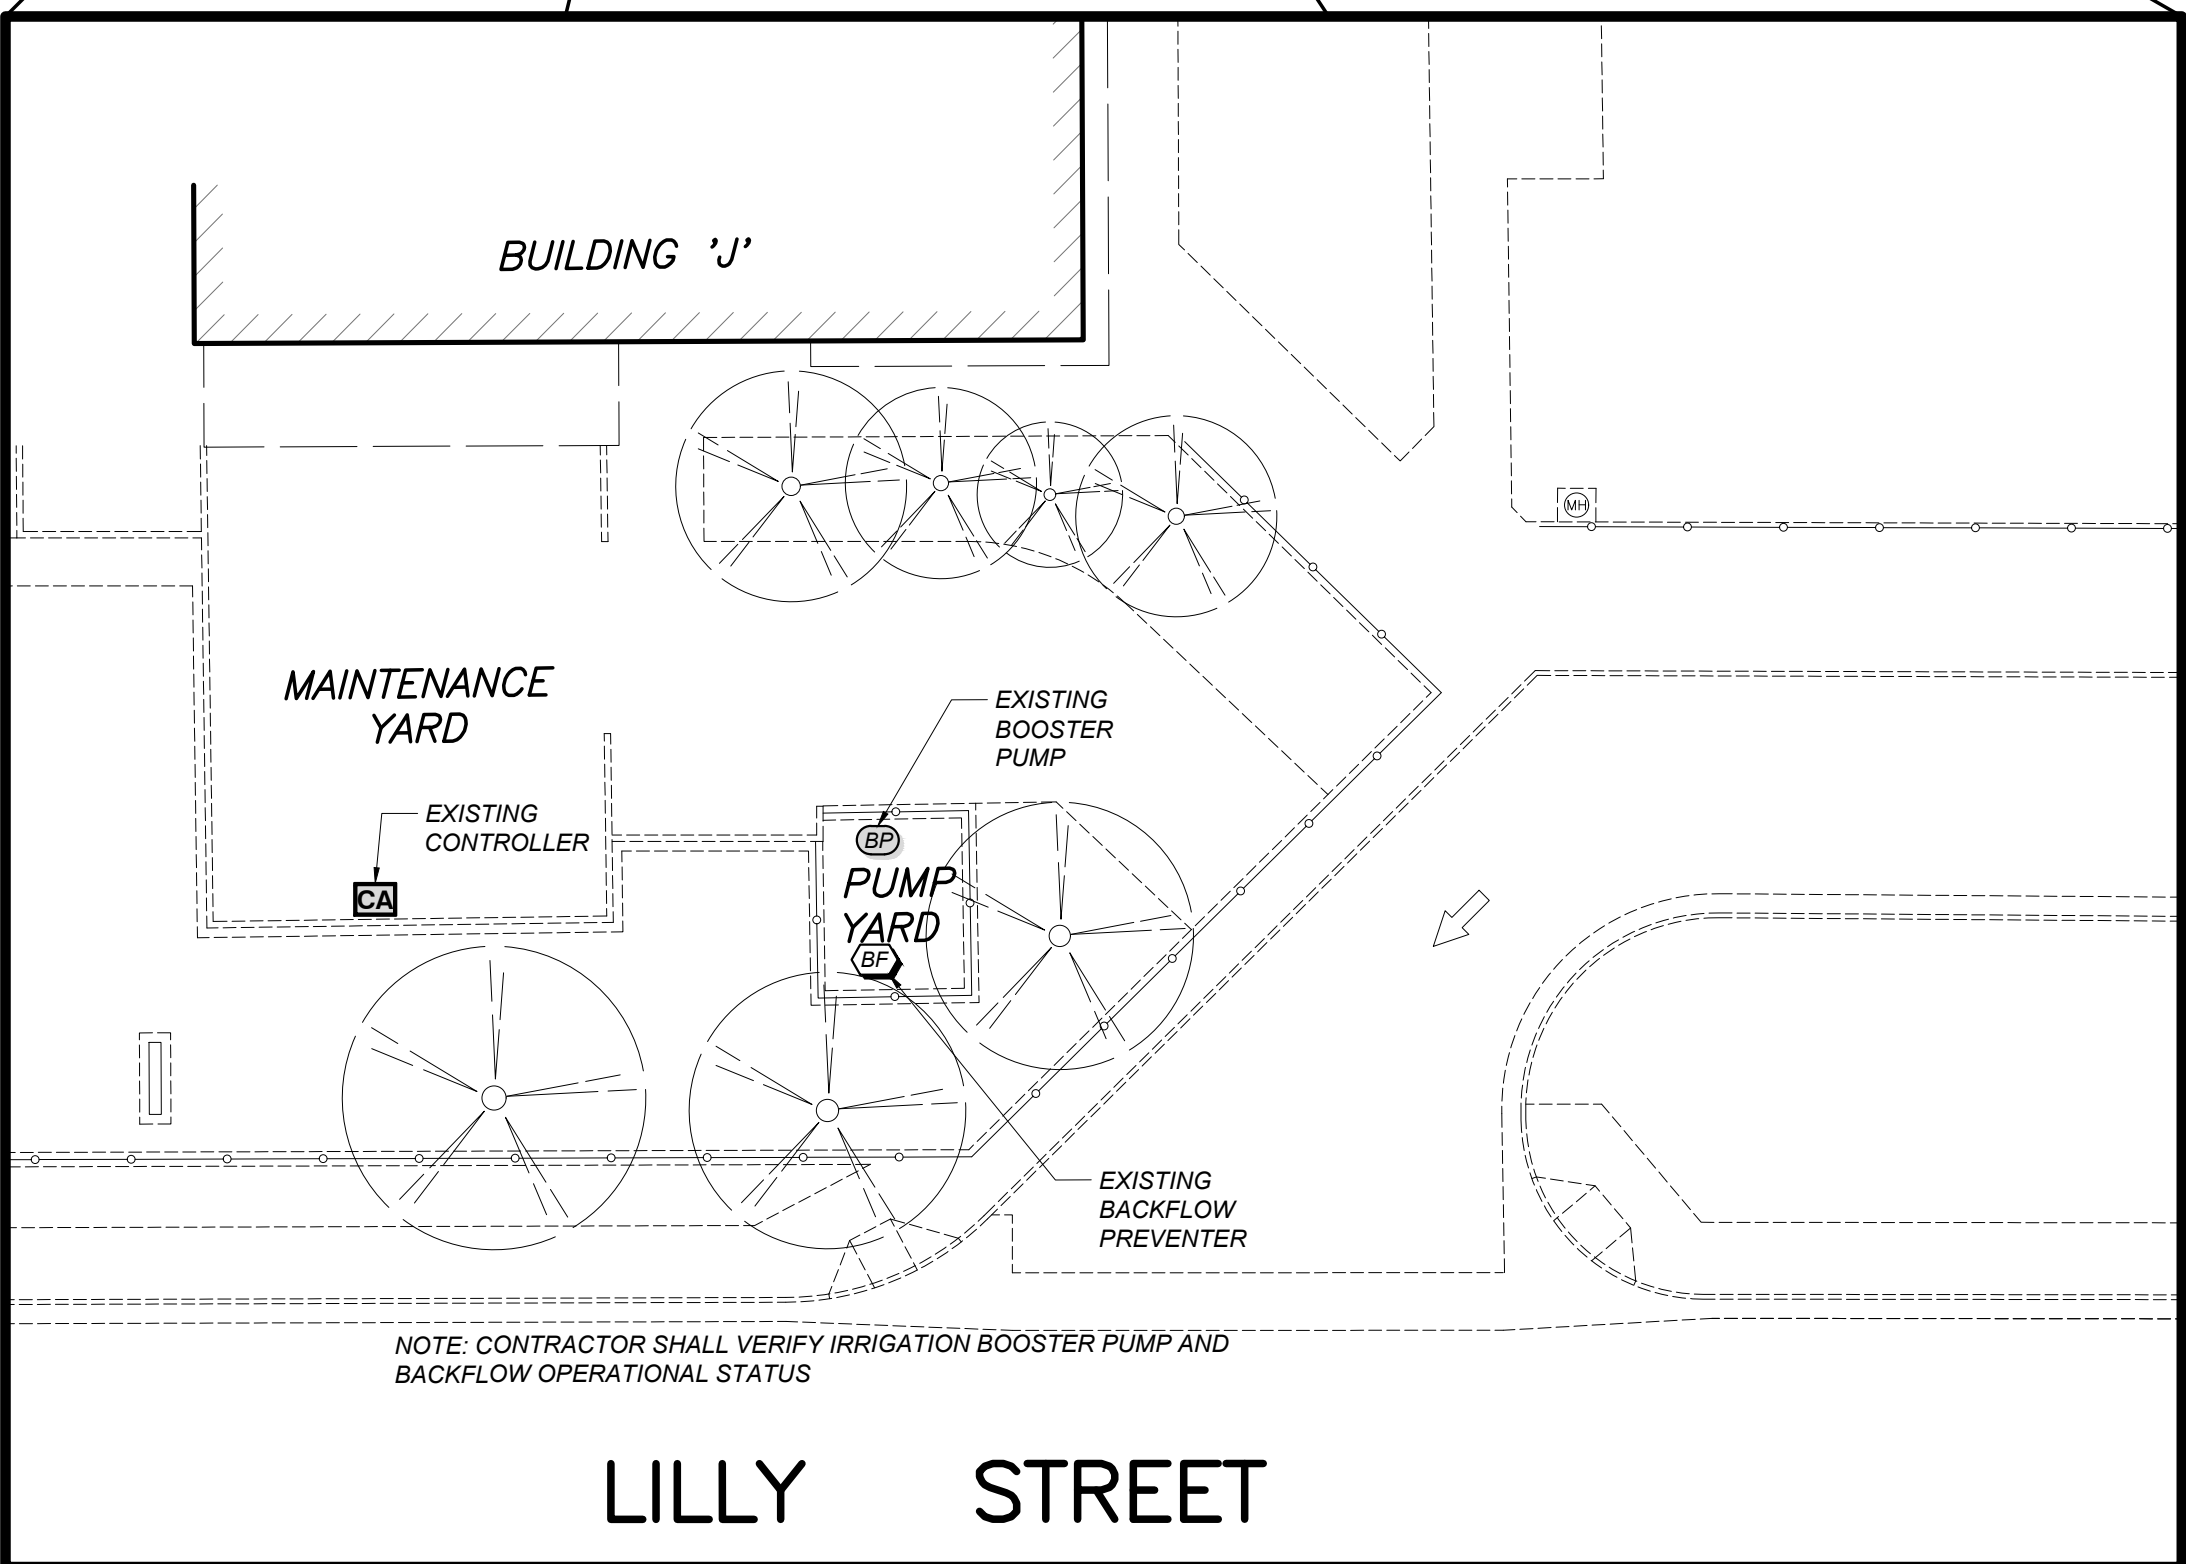 BUILDING 'J'
MH
MAINTENANCE
YARD
EXISTING
BOOSTER
PUMP
EXISTING
CONTROLLER
BP
CA
PUMP
YARD
BF
EXISTING
BACKFLOW
PREVENTER
NOTE: CONTRACTOR SHALL VERIFY IRRIGATION BOOSTER PUMP AND
BACKFLOW OPERATIONAL STATUS
LILLY STREET